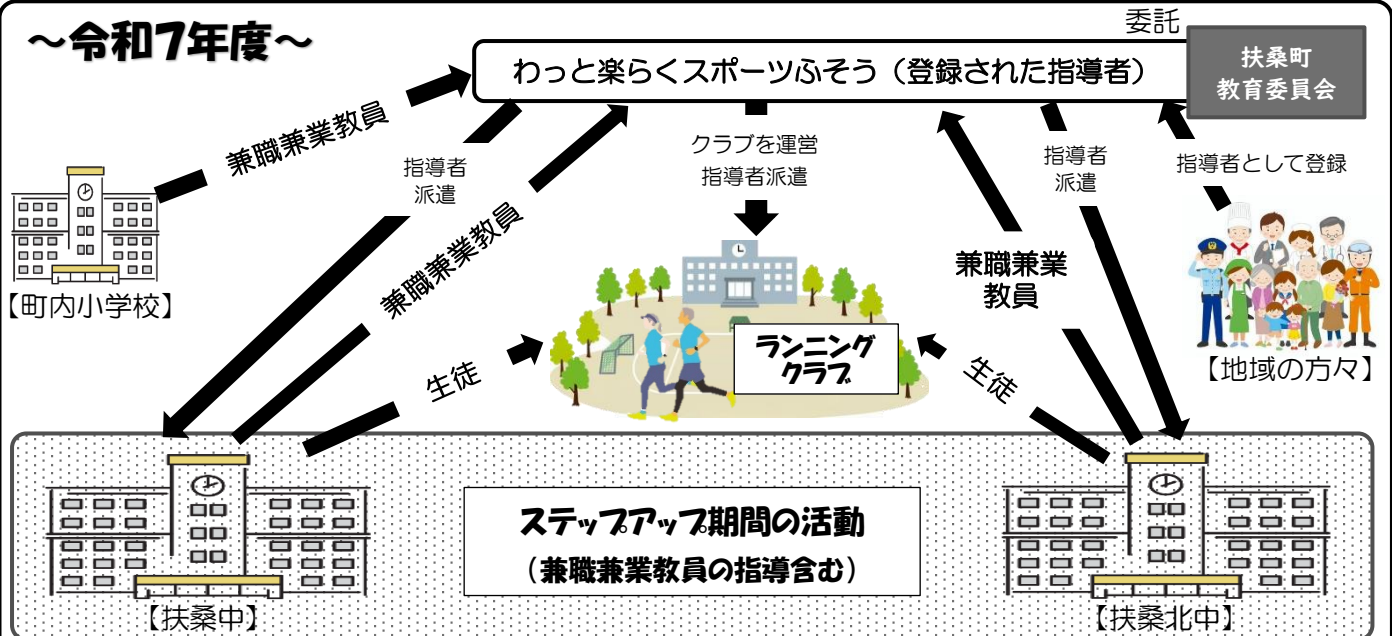 ～令和7年度～
委託
わっと楽らくスポーツふそう（登録された指導者）
扶桑町
教育委員会
兼職兼業教員
指導者
派遣
兼職兼業教員
クラブを運営
指導者派遣
指導者
派遣
指導者として登録
兼職兼業
教員
【町内小学校】
ランニング
クラブ
【地域の方々】
生徒
生徒
ステップアップ期間の活動
（兼職兼業教員の指導含む）
【扶桑中】
【扶桑北中】